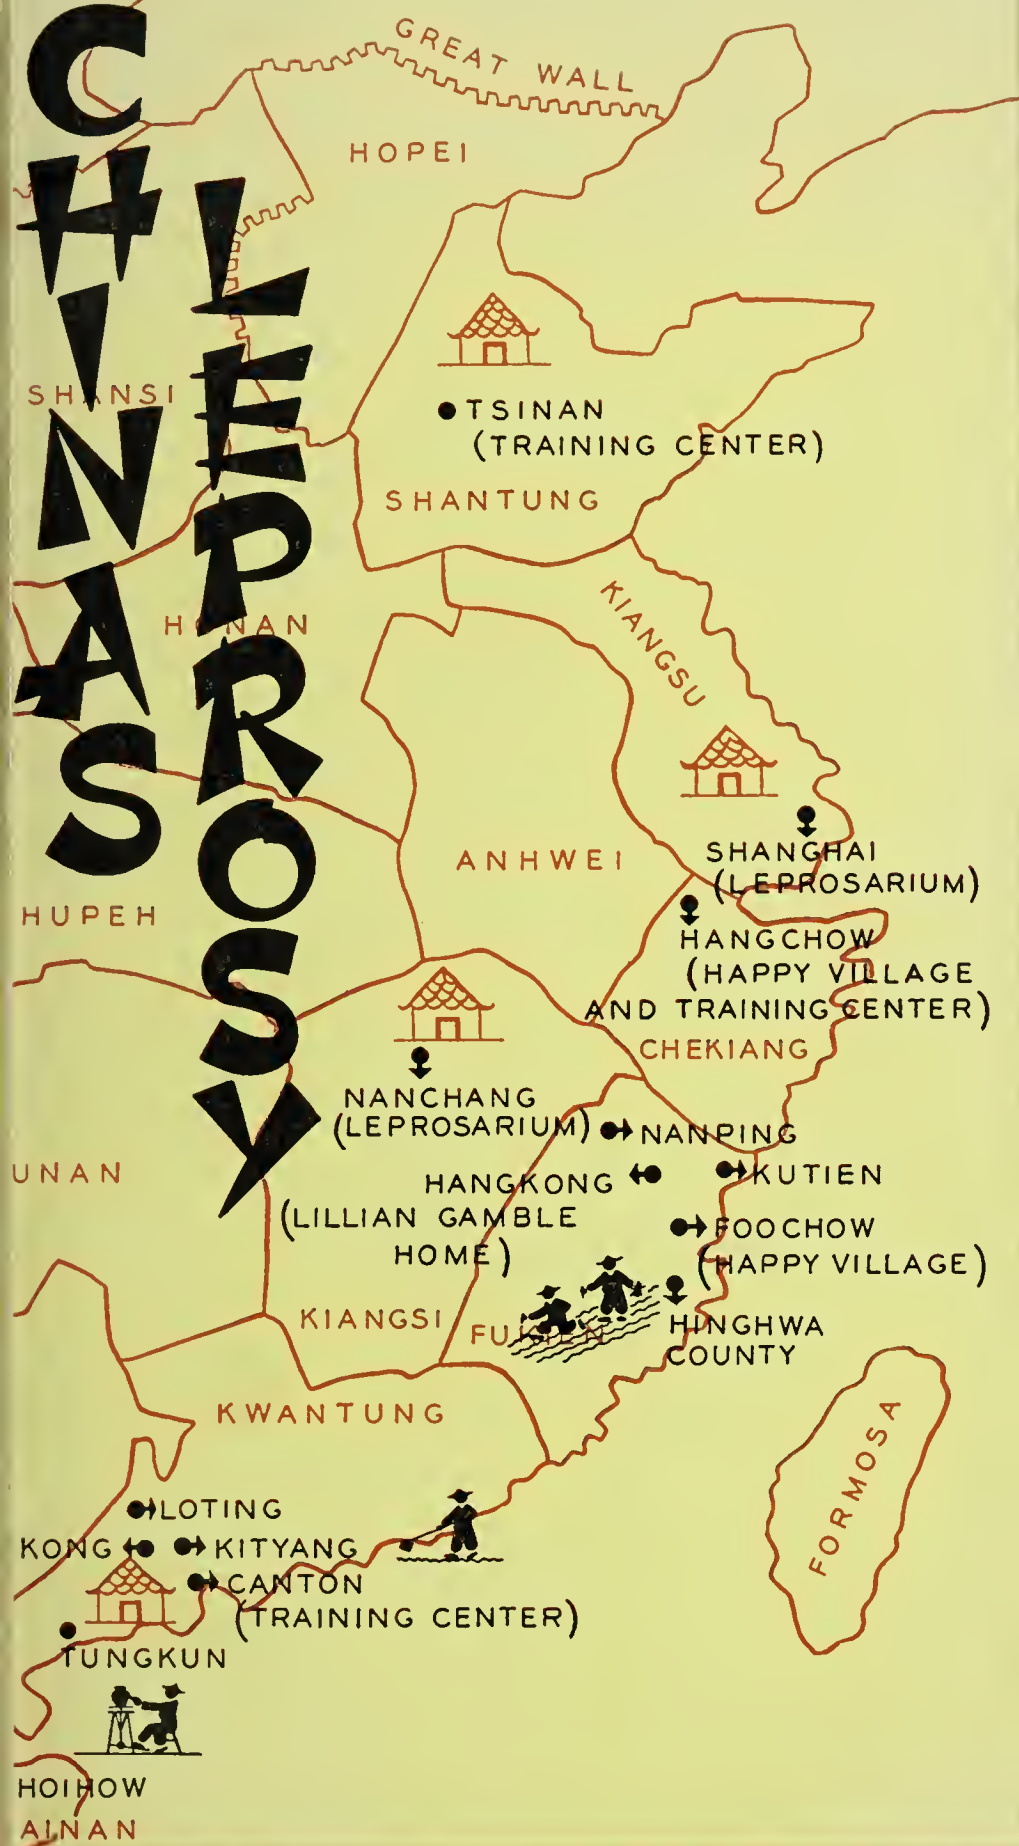 CHINAS
LEPROSY
GREAT WALL
HOPEI
SHANSI
TSINAN
(TRAINING CENTER)
SHANTUNG
KIANGSU
HONAN
ANHWEI
SHANGHAI
(LEPROSARIUM)
HUPEH
HANGCHOW
(HAPPY VILLAGE
AND TRAINING CENTER)
CHEKIANG
NANCHANG
(LEPROSARIUM)
NANPING
UNAN
HANGKONG
(LILLIAN GAMBLE
HOME)
KUTIEN
FOOCHOW
(HAPPY VILLAGE)
KIANGSI
FUKIEN
HINGHWA
COUNTY
KWANTUNG
FORMOSA
LOTING
KONG
KITYANG
CANTON
(TRAINING CENTER)
TUNGKUN
HOIHOW
AINAN